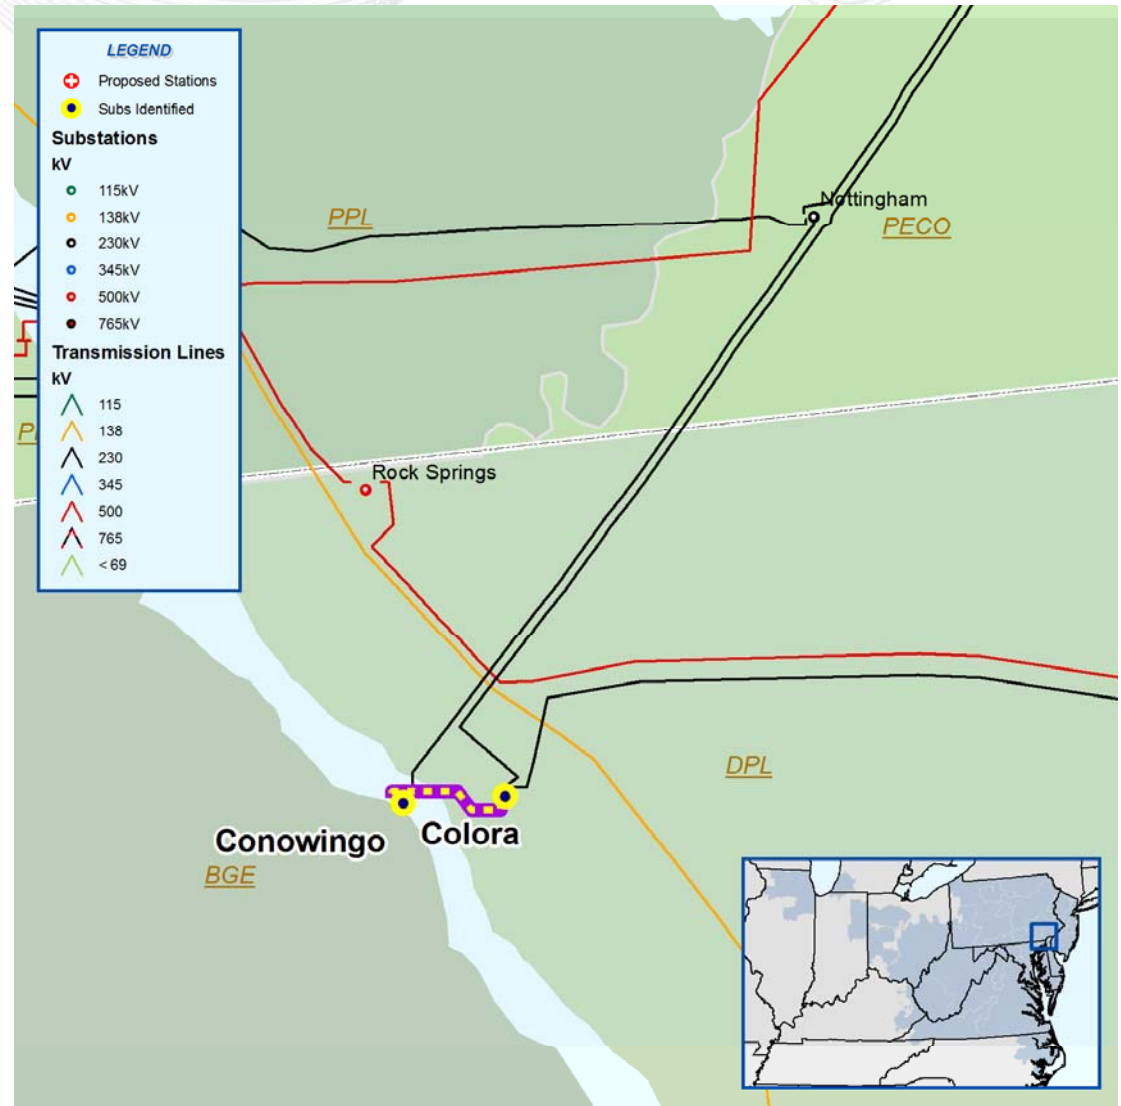 LEGEND
Proposed Stations
Subs Identified
Substations
kV
115kV
138kV
230kV
345kV
500kV
765kV
Transmission Lines
kV
115
138
230
345
500
765
< 69
PPL
Nottingham
PECO
Rock Springs
DPL
Conowingo
Colora
BGE